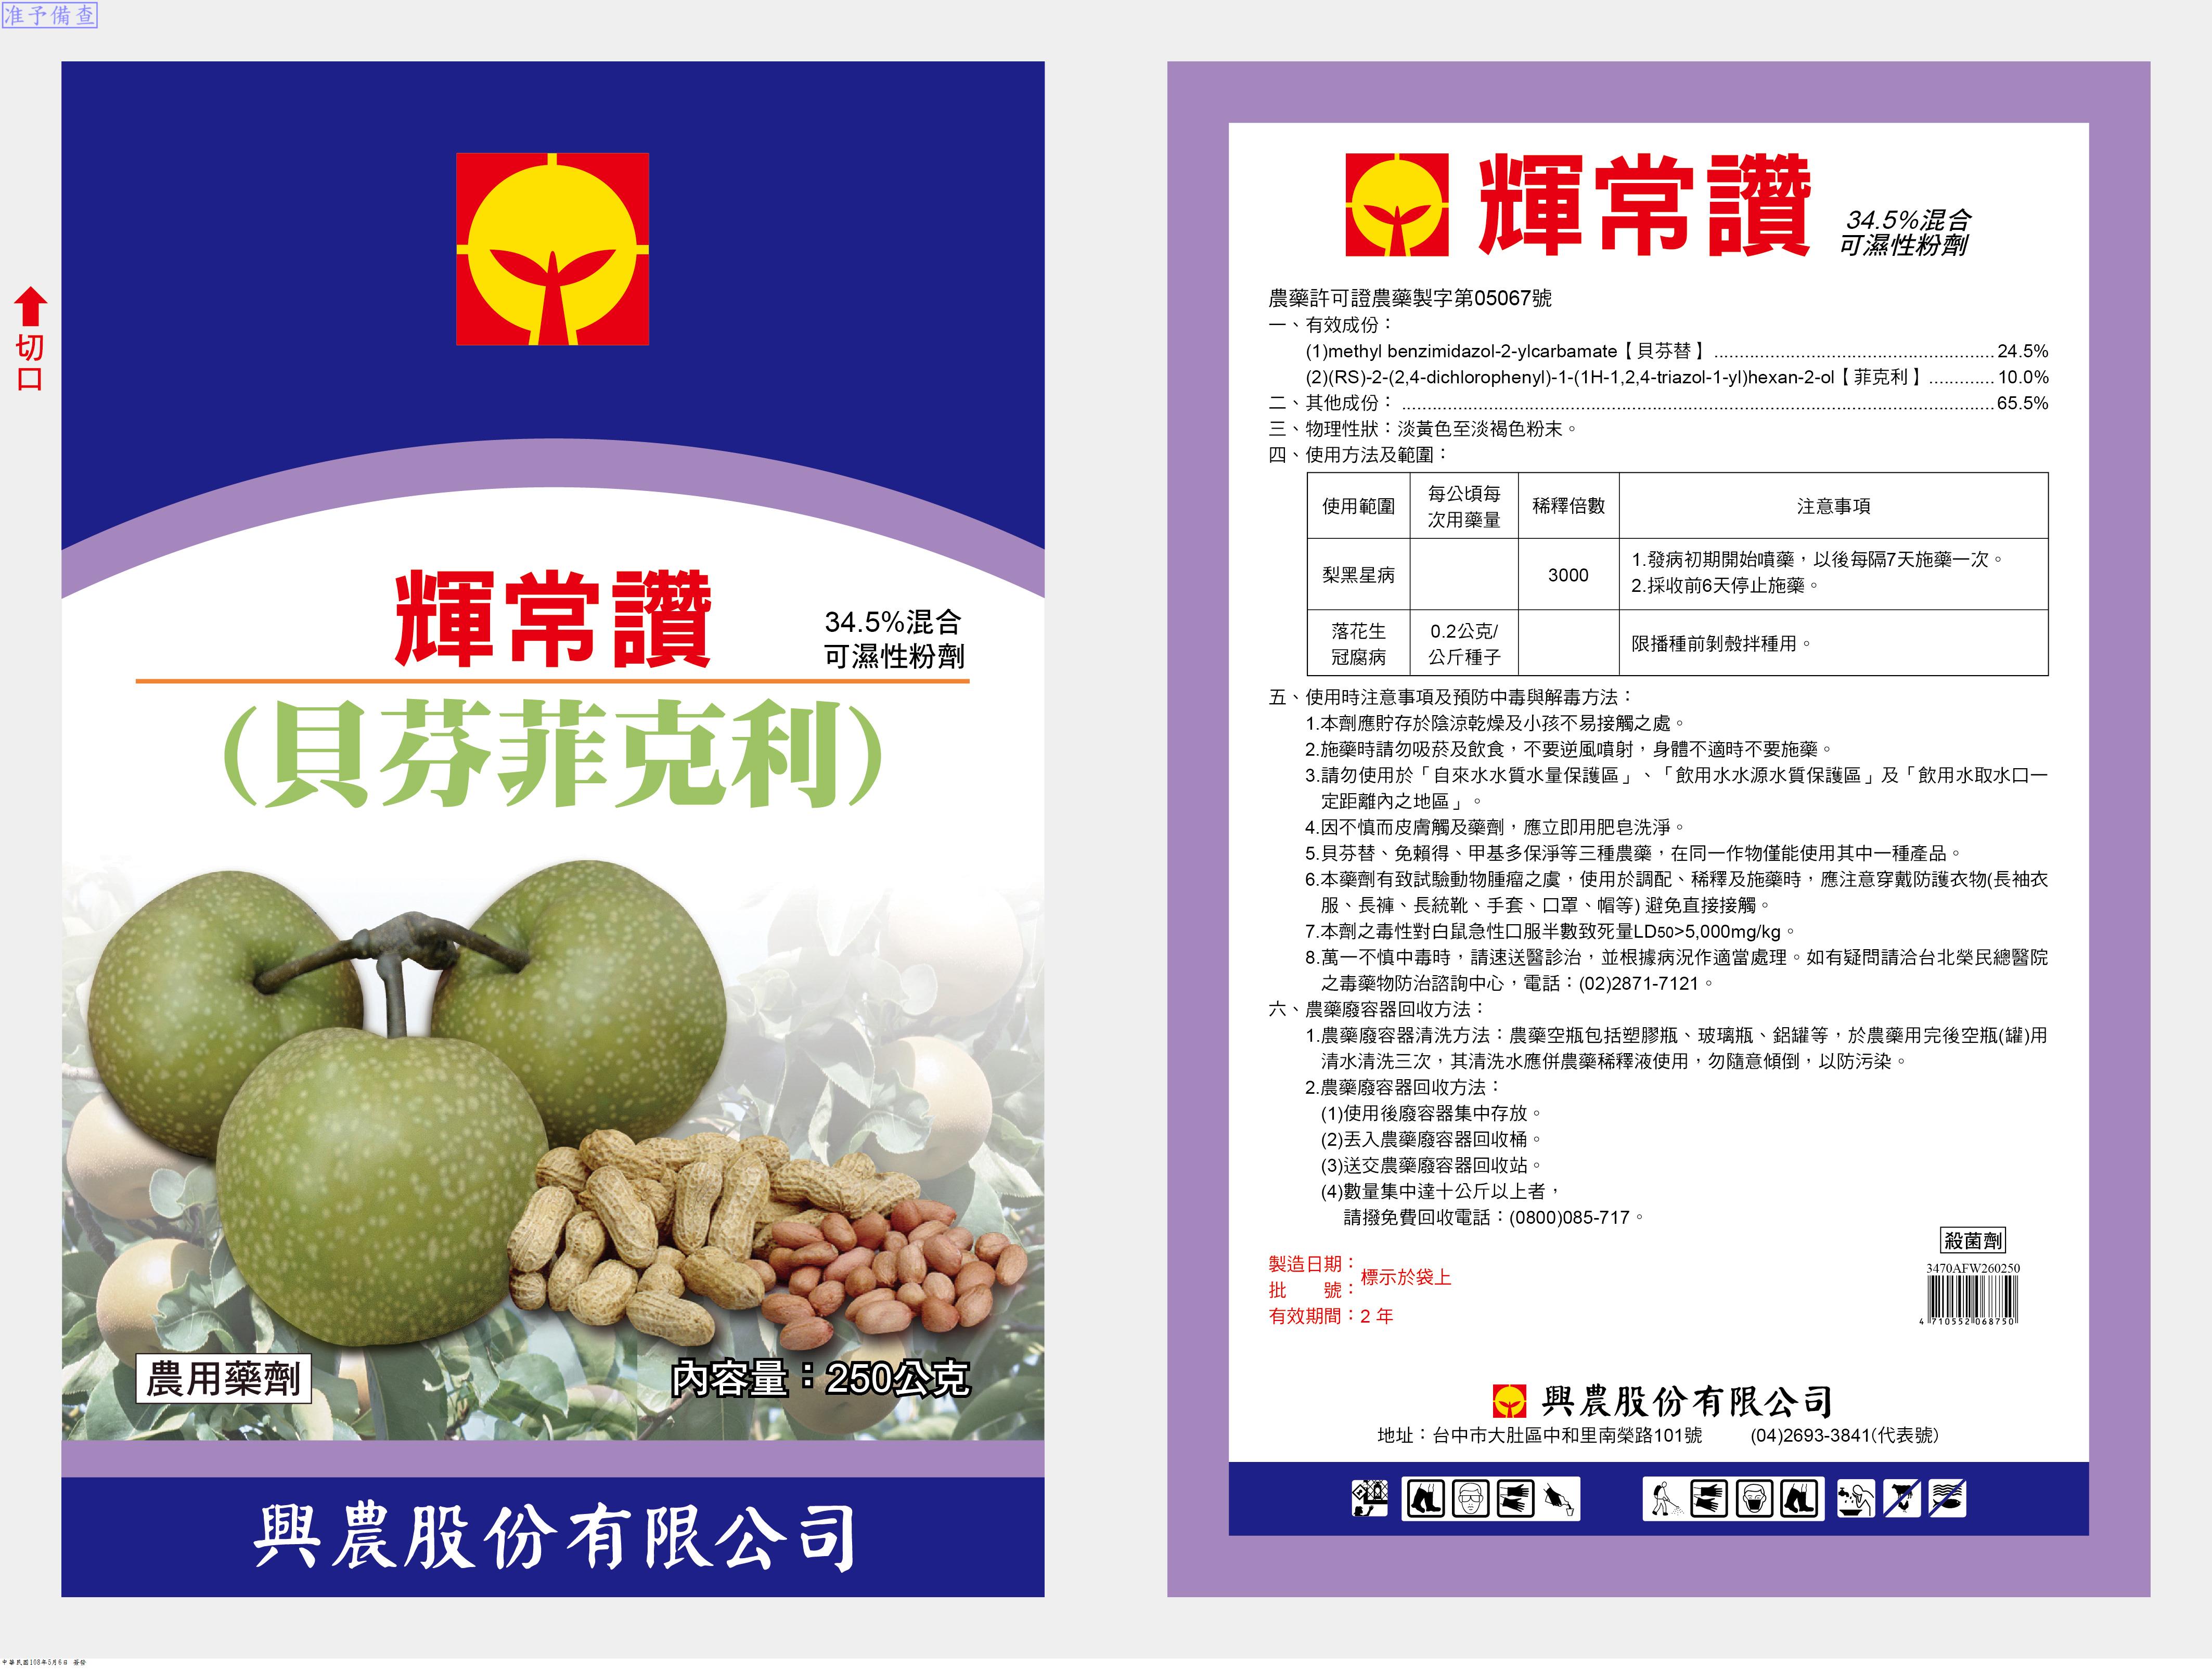 准予備查
切口
輝常讚
34.5%混合
可濕性粉劑
(貝芬菲克利)
農用藥劑
內容量：250公克
興農股份有限公司
輝常讚
34.5%混合
可濕性粉劑
農藥許可證農藥製字第05067號
一、有效成份：
(1)methyl benzimidazol-2-ylcarbamate【貝芬替】 ........ 24.5%
(2)(RS)-2-(2,4-dichlorophenyl)-1-(1H-1,2,4-triazol-1-yl)hexan-2-ol【菲克利】 ........ 10.0%
二、其他成份： ........ 65.5%
三、物理性狀：淡黃色至淡褐色粉末。
四、使用方法及範圍：
使用範圍 每公頃每次用藥量 稀釋倍數 注意事項
梨黑星病 3000 1.發病初期開始噴藥，以後每隔7天施藥一次。
2.採收前6天停止施藥。
落花生 0.2公克/
冠腐病 公斤種子 限播種前剝殼拌種用。
五、使用時注意事項及預防中毒與解毒方法：
1.本劑應貯存於陰涼乾燥及小孩不易接觸之處。
2.施藥時請勿吸菸及飲食，不要逆風噴射，身體不適時不要施藥。
3.請勿使用於「自來水水質水量保護區」、「飲用水水源水質保護區」及「飲用水取水口一
定距離內之地區」。
4.因不慎而皮膚觸及藥劑，應立即用肥皂洗淨。
5.貝芬替、免賴得、甲基多保淨等三種農藥，在同一作物僅能使用其中一種產品。
6.本藥劑有致試驗動物腫瘤之虞，使用於調配、稀釋及施藥時，應注意穿戴防護衣物(長袖衣
服、長褲、長統靴、手套、口罩、帽等) 避免直接接觸。
7.本劑之毒性對白鼠急性口服半數致死量LD50>5,000mg/kg。
8.萬一不慎中毒時，請速送醫診治，並根據病況作適當處理。如有疑問請洽台北榮民總醫院
之毒藥物防治諮詢中心，電話：(02)2871-7121。
六、農藥廢容器回收方法：
1.農藥廢容器清洗方法：農藥空瓶包括塑膠瓶、玻璃瓶、鋁罐等，於農藥用完後空瓶(罐)用
清水清洗三次，其清洗水應併農藥稀釋液使用，勿隨意傾倒，以防污染。
2.農藥廢容器回收方法：
(1)使用後廢容器集中存放。
(2)丟入農藥廢容器回收桶。
(3)送交農藥廢容器回收站。
(4)數量集中達十公斤以上者，
請撥免費回收電話：(0800)085-717。
製造日期：
批　　號：標示於袋上
有效期間：2 年
殺菌劑
3470AFW260250
4 710552 068750
興農股份有限公司
地址：台中市大肚區中和里南榮路101號 (04)2693-3841(代表號)
中華民國108年5月6日 簽發